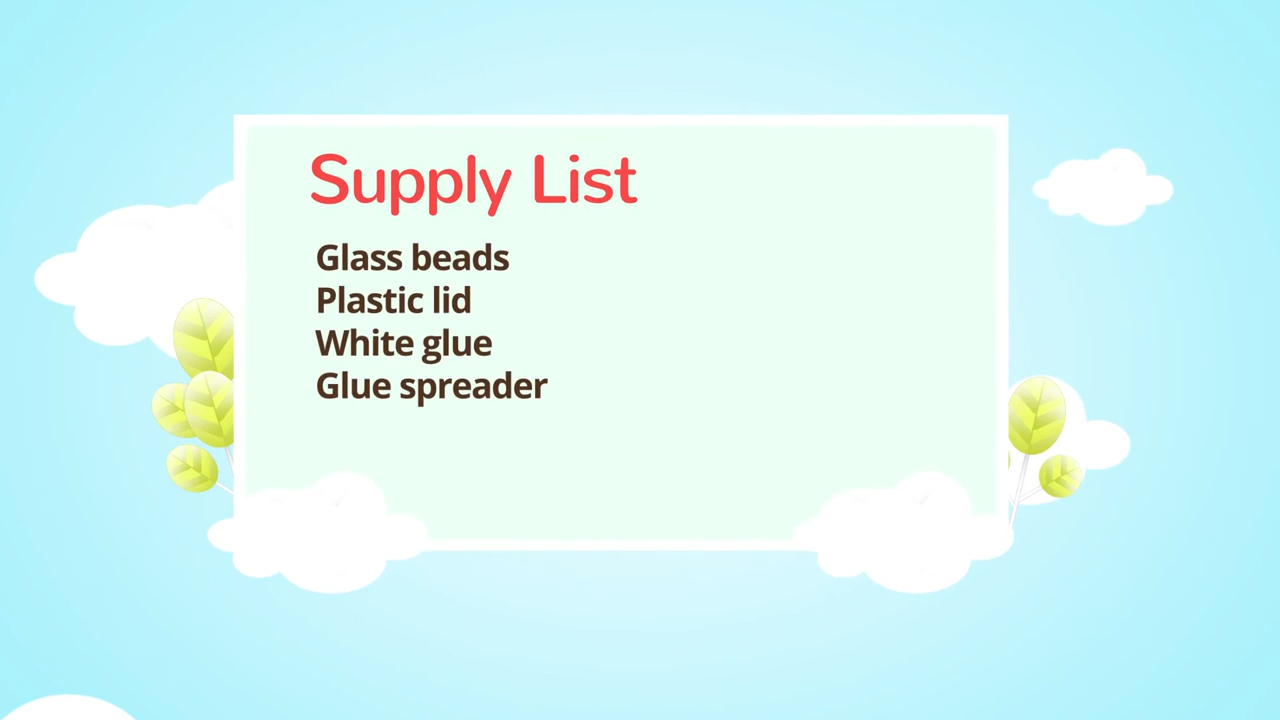 Supply List
Glass beads
Plastic lid
White glue
Glue spreader